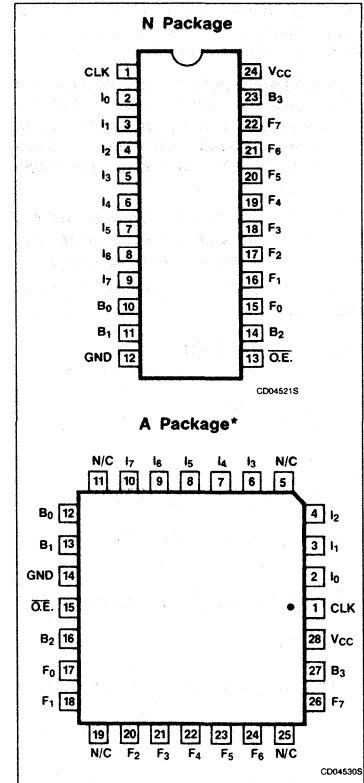 N Package
CLK 1 24 VCC
I0 2 23 B3
I1 3 22 F7
I2 4 21 F6
I3 5 20 F5
I4 6 19 F4
I5 7 18 F3
I6 8 17 F2
I7 9 16 F1
B0 10 15 F0
B1 11 14 B2
GND 12 13 O.E.
CD04521S
A Package*
N/C I7 I6 I5 I4 I3 N/C
11 10 9 8 7 6 5
B0 12 4 I2
B1 13 3 I1
GND 14 2 I0
O.E. 15 1 CLK
B2 16 28 VCC
F0 17 27 B3
F1 18 26 F7
19 20 21 22 23 24 25
N/C F2 F3 F4 F5 F6 N/C
CD04530S